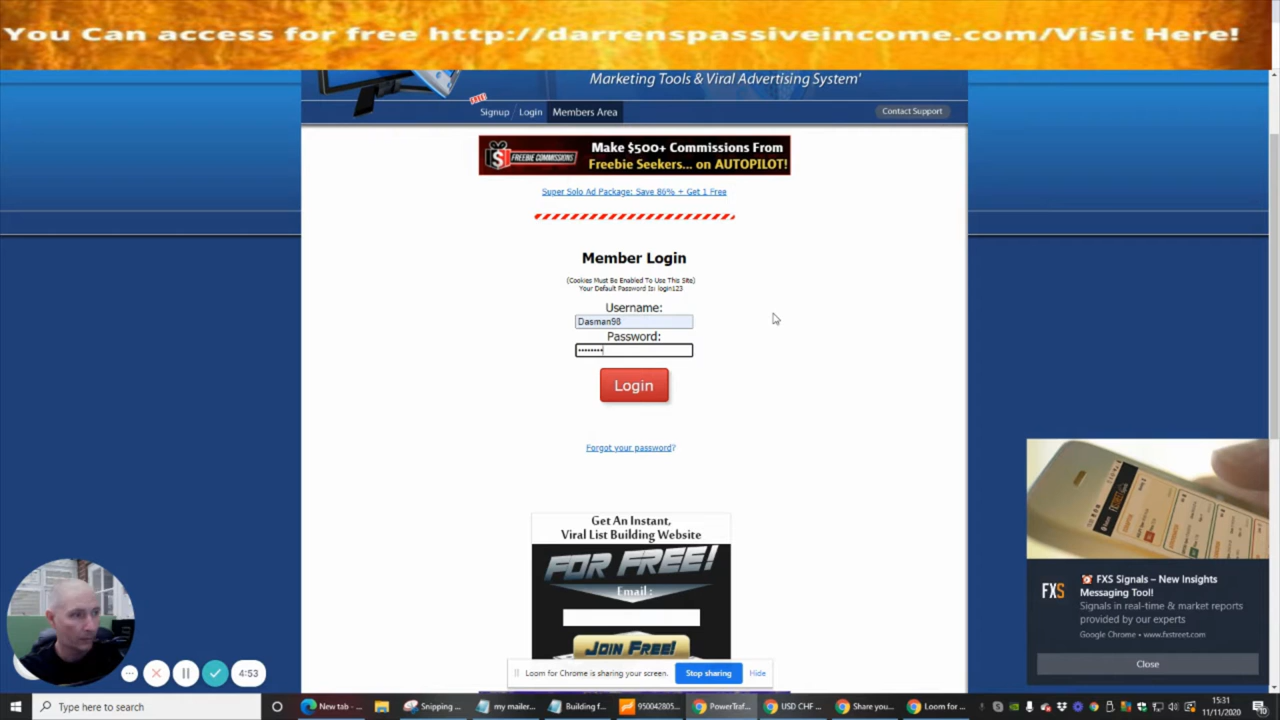 You Can access for free http://darrenspassiveincome.com/Visit Here!
Marketing Tools & Viral Advertising System'
FREE!
Signup / Login Members Area Contact Support
FREEBIE COMMISSIONS
Make $500+ Commissions From
Freebie Seekers... on AUTOPILOT!
Super Solo Ad Package: Save 86% + Get 1 Free
Member Login
(Cookies Must Be Enabled To Use This Site)
Your Default Password Is: login123
Username:
Dasman98
Password:
••••••••
Login
Forgot your password?
Get An Instant,
Viral List Building Website
FOR FREE!
Email :
JOIN FREE!
FXS
FXS Signals – New Insights
Messaging Tool!
Signals in real-time & market reports
provided by our experts
Google Chrome • www.fxstreet.com
Close
4:53
Loom for Chrome is sharing your screen. Stop sharing Hide
Type here to search
New tab - ...
Snipping ...
my mailer...
Building f...
950042805...
PowerTraf...
USD CHF ...
Share you...
Loom for ...
15:31
11/11/2020